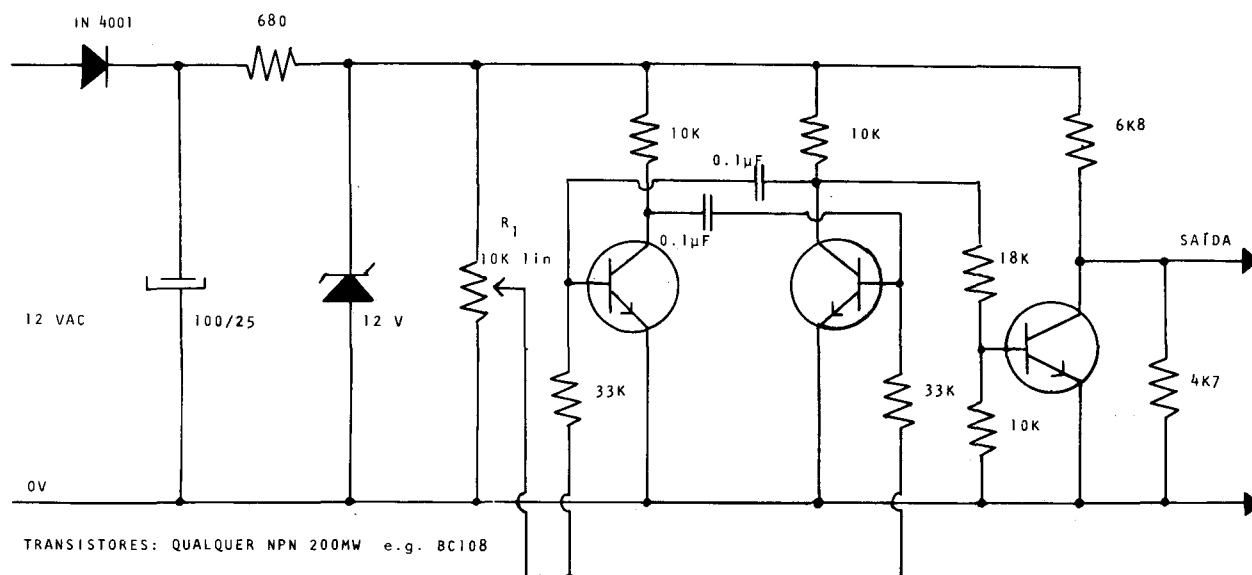 IN 4001
680
10K
10K
6K8
0.1µF
R1
10K lin
0.1µF
SAÍDA
18K
12 VAC
100/25
12 V
33K
33K
4K7
10K
0V
TRANSISTORES: QUALQUER NPN 200MW e.g. BC108